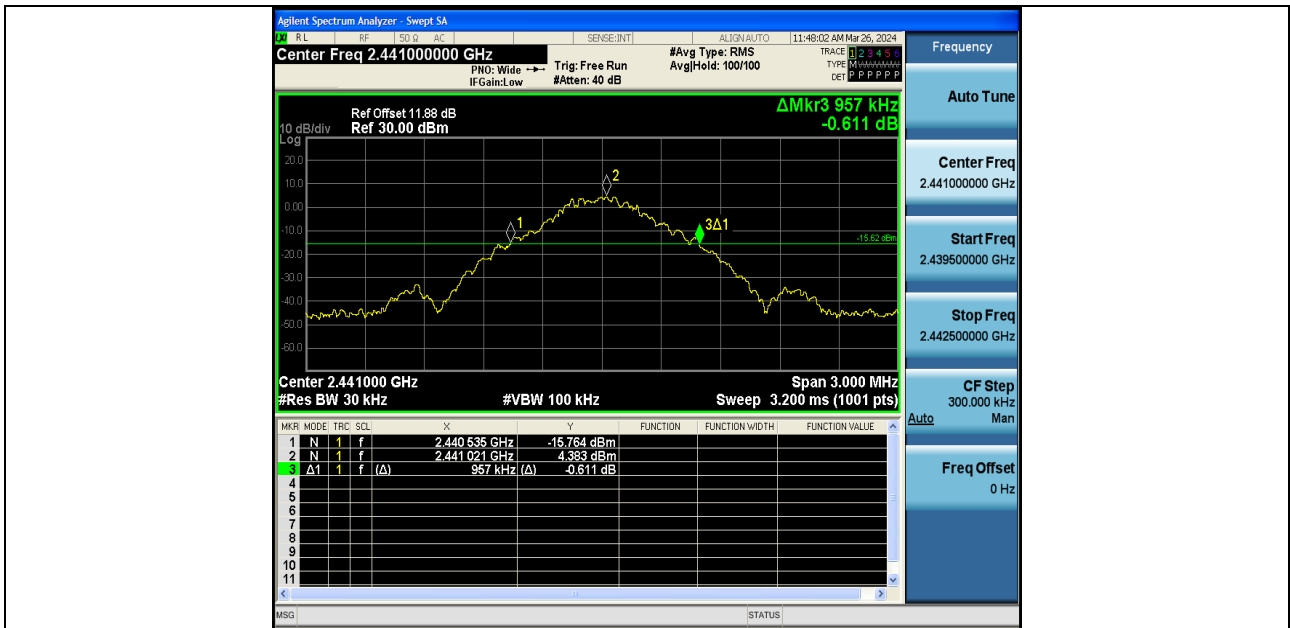 Agilent Spectrum Analyzer - Swept SA
RL RF 50 Ω AC SENSE:INT ALIGN AUTO 11:48:02 AM Mar 26, 2024
Center Freq 2.441000000 GHz
PNO: Wide
IFGain:Low
Trig: Free Run
#Atten: 40 dB
#Avg Type: RMS
Avg|Hold: 100/100
TRACE 1 2 3 4 5 6
TYPE M
DET P P P P P P
Frequency
Auto Tune
Center Freq
2.441000000 GHz
Start Freq
2.439500000 GHz
Stop Freq
2.442500000 GHz
CF Step
300.000 kHz
Auto Man
Freq Offset
0 Hz
ΔMkr3 957 kHz
-0.611 dB
Ref Offset 11.88 dB
10 dB/div Ref 30.00 dBm
Log
20.0
10.0
0.00
-10.0
-20.0
-30.0
-40.0
-50.0
-60.0
1
2
3Δ1
-15.62 dBm
Center 2.441000 GHz Span 3.000 MHz
#Res BW 30 kHz #VBW 100 kHz Sweep 3.200 ms (1001 pts)
MKR MODE TRC SCL X Y FUNCTION FUNCTION WIDTH FUNCTION VALUE
1 N 1 f 2.440 535 GHz -15.764 dBm
2 N 1 f 2.441 021 GHz 4.383 dBm
3 Δ1 1 f (Δ) 957 kHz (Δ) -0.611 dB
4
5
6
7
8
9
10
11
MSG STATUS